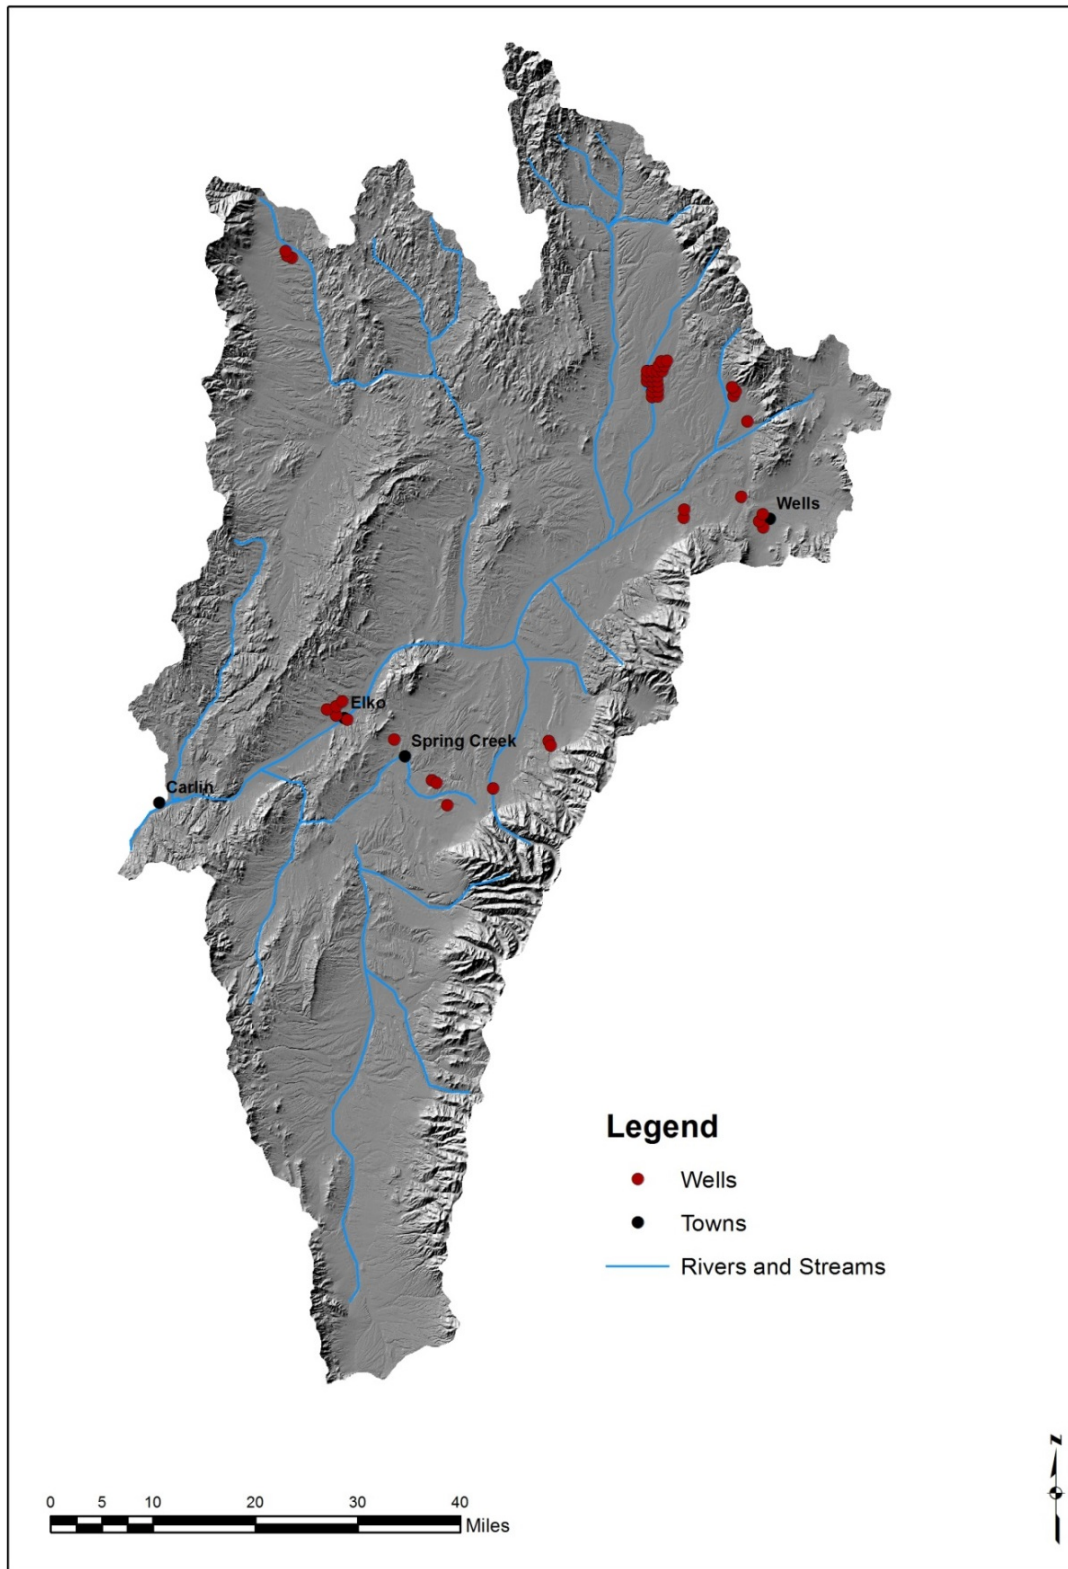 Wells
Elko
Spring Creek
Carlin
Legend
Wells
Towns
Rivers and Streams
0 5 10 20 30 40
Miles
N